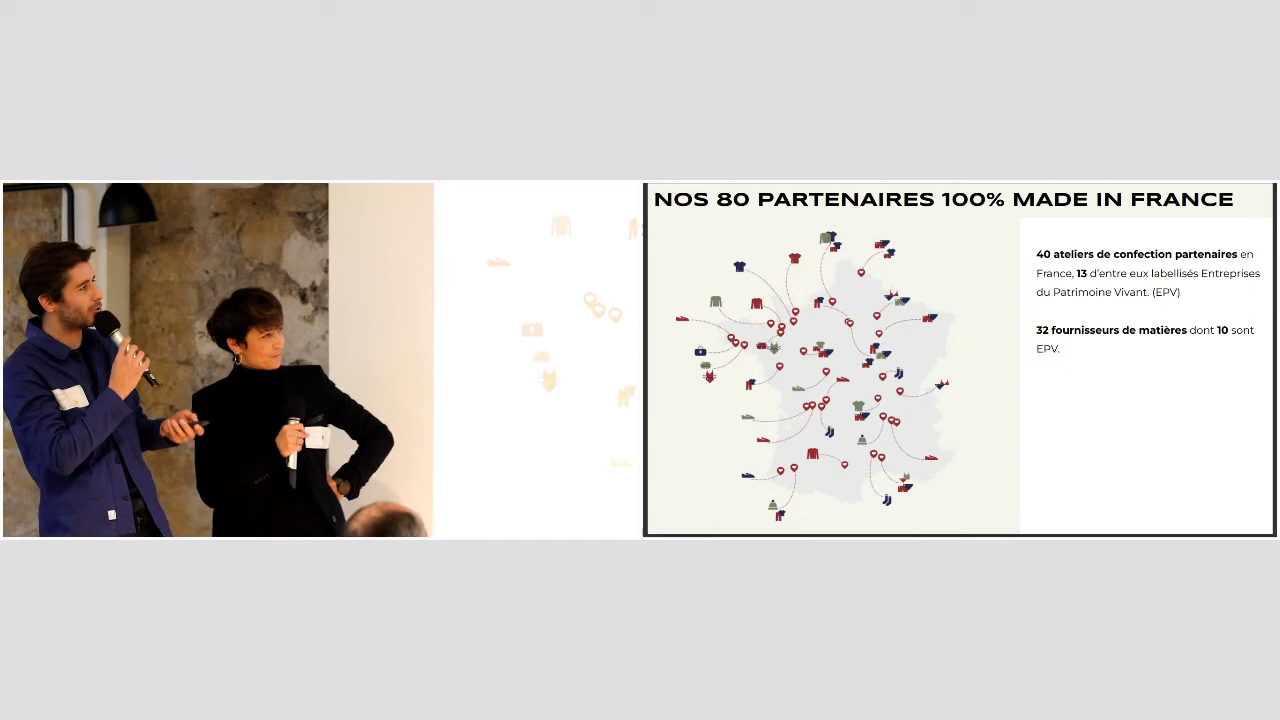 NOS 80 PARTENAIRES 100% MADE IN FRANCE
40 ateliers de confection partenaires en
France, 13 d'entre eux labellisés Entreprises
du Patrimoine Vivant. (EPV)
32 fournisseurs de matières dont 10 sont
EPV.